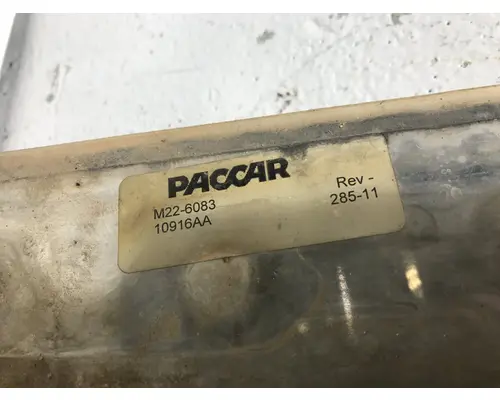 PACCAR
M22-6083
10916AA
Rev -
285-11